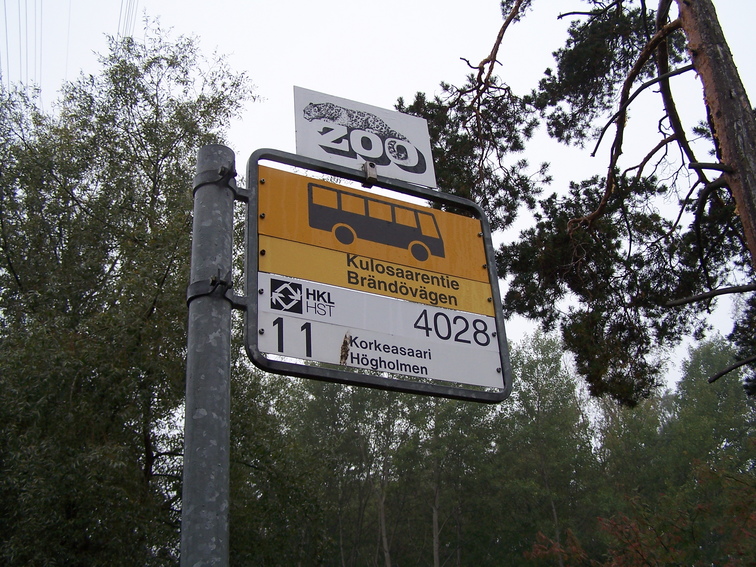 ZOO
Kulosaarentie
Brändövägen
HKL
HST
4028
11
Korkeasaari
Högholmen